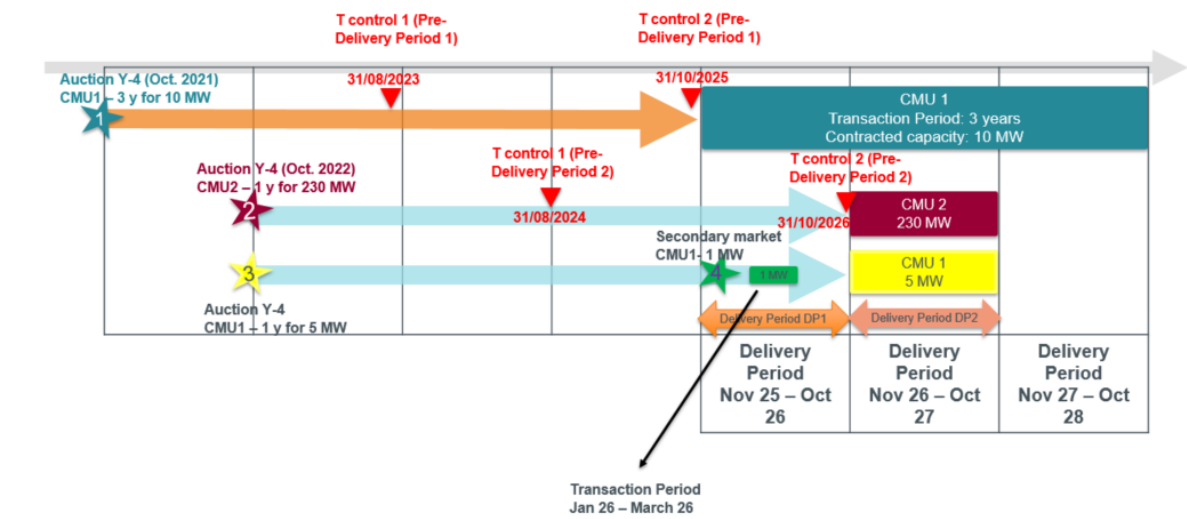 T control 1 (Pre-
Delivery Period 1)
T control 2 (Pre-
Delivery Period 1)
Auction Y-4 (Oct. 2021)
CMU1 – 3 y for 10 MW
1
31/08/2023
31/10/2025
CMU 1
Transaction Period: 3 years
Contracted capacity: 10 MW
Auction Y-4 (Oct. 2022)
CMU2 – 1 y for 230 MW
2
T control 1 (Pre-
Delivery Period 2)
31/08/2024
T control 2 (Pre-
Delivery Period 2)
31/10/2026
CMU 2
230 MW
Secondary market
CMU1- 1 MW
3
4
1 MW
CMU 1
5 MW
Auction Y-4
CMU1 – 1 y for 5 MW
Delivery Period DP1
Delivery Period DP2
Delivery
Period
Nov 25 – Oct
26
Delivery
Period
Nov 26 – Oct
27
Delivery
Period
Nov 27 – Oct
28
Transaction Period
Jan 26 – March 26